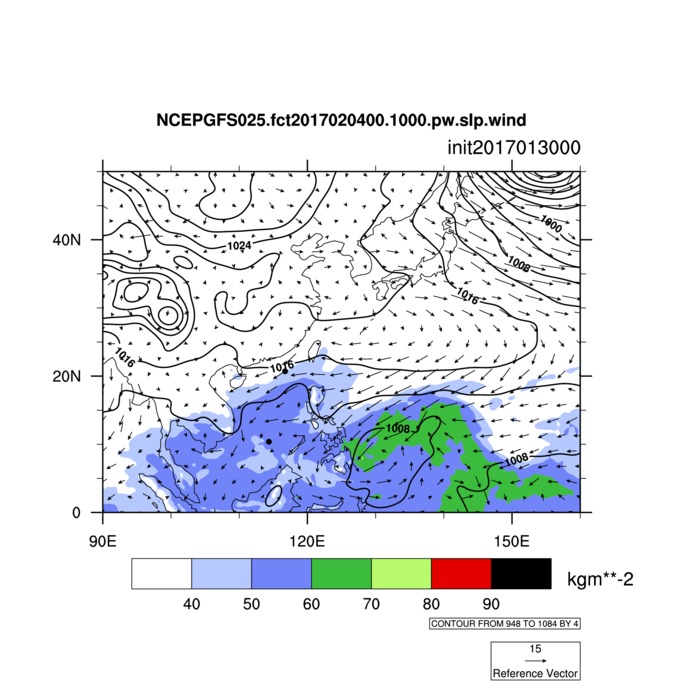 NCEPGFS025.fct2017020400.1000.pw.slp.wind
init2017013000
1000
40N
1024
1008
1016
1016
1016
20N
1008
1008
0
90E
120E
150E
kgm**-2
40
50
60
70
80
90
CONTOUR FROM 948 TO 1084 BY 4
15
Reference Vector